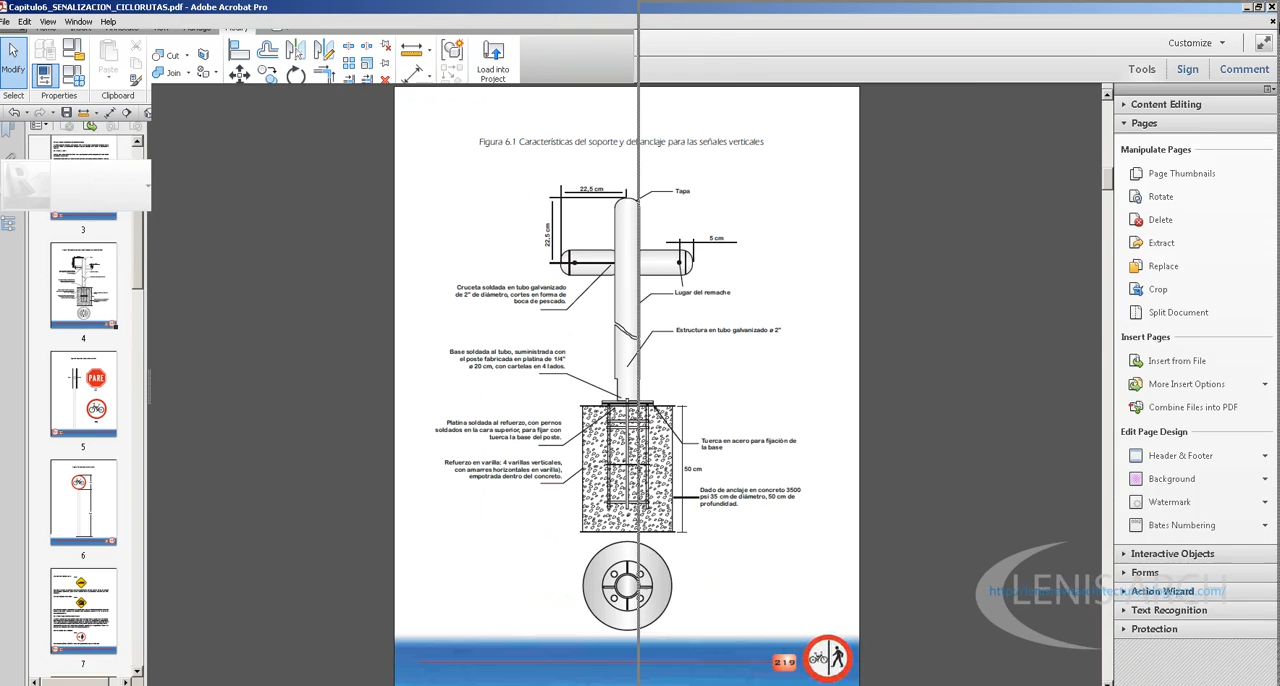 Capitulo6_SENALIZACION_CICLORUTAS.pdf - Adobe Acrobat Pro
File Edit View Window Help
Customize
Modify
Cut
Join
Paste
Load into
Project
Select Properties Clipboard
Tools Sign Comment
Content Editing
Pages
Manipulate Pages
Page Thumbnails
Rotate
Delete
Extract
Replace
Crop
Split Document
Insert Pages
Insert from File
More Insert Options
Combine Files into PDF
Edit Page Design
Header & Footer
Background
Watermark
Bates Numbering
Interactive Objects
Forms
Action Wizard
Text Recognition
Protection
3
4
PARE
5
6
7
Figura 6.1 Características del soporte y del anclaje para las señales verticales
22,5 cm
Tapa
22,5 cm
5 cm
Cruceta soldada en tubo galvanizado
de 2" de diámetro, cortes en forma de
boca de pescado.
Lugar del remache
Estructura en tubo galvanizado ø 2"
Base soldada al tubo, suministrada con
el poste fabricada en platina de 1/4"
ø 20 cm, con cartelas en 4 lados.
Platina soldada al refuerzo, con pernos
soldados en la cara superior, para fijar con
tuerca la base del poste.
Tuerca en acero para fijación de
la base
Refuerzo en varilla: 4 varillas verticales,
con amarres horizontales en varilla),
empotrada dentro del concreto.
50 cm
Dado de anclaje en concreto 3500
psi 35 cm de diámetro, 50 cm de
profundidad.
219
LENIS ARCH